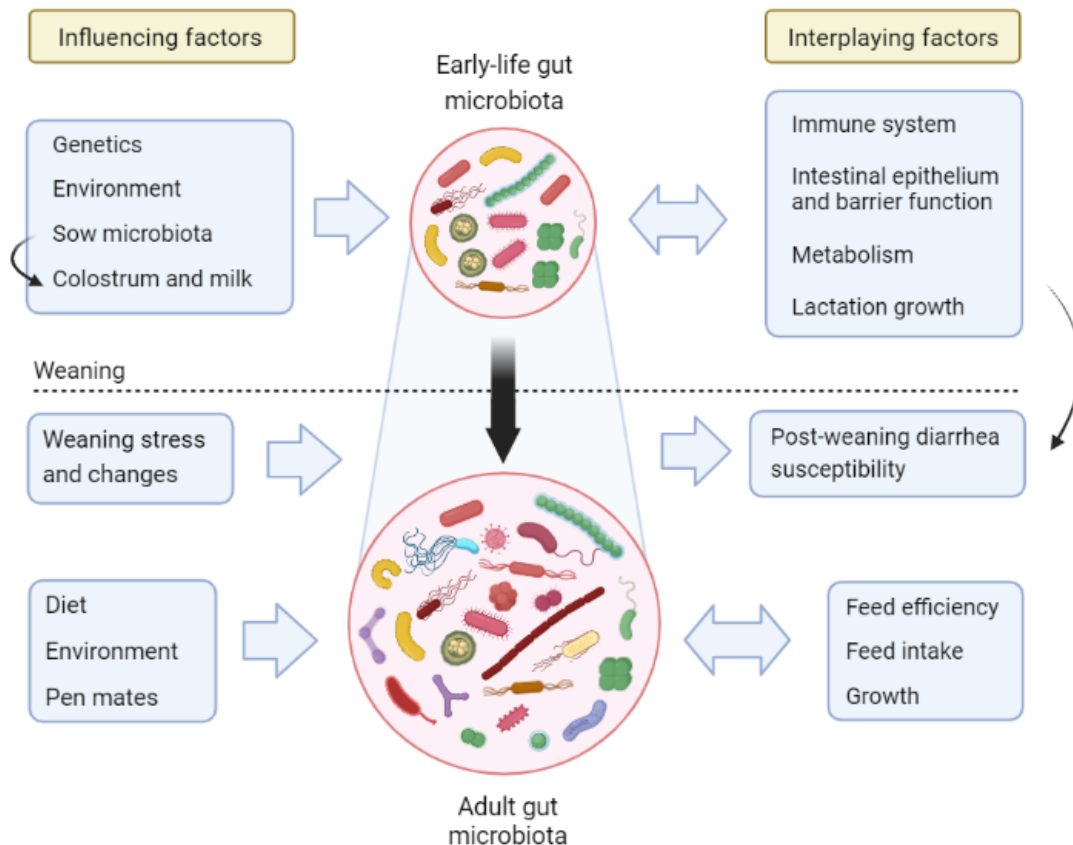 Influencing factors
Interplaying factors
Early-life gut
microbiota
Genetics
Environment
Sow microbiota
Colostrum and milk
Immune system
Intestinal epithelium
and barrier function
Metabolism
Lactation growth
Weaning
Weaning stress
and changes
Post-weaning diarrhea
susceptibility
Diet
Environment
Pen mates
Feed efficiency
Feed intake
Growth
Adult gut
microbiota